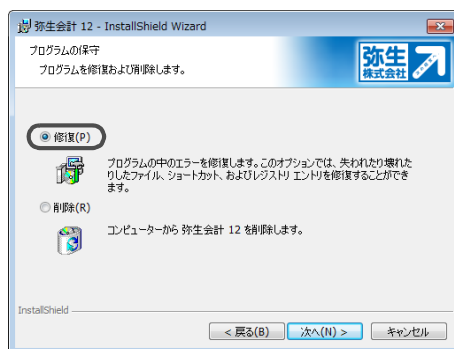 弥生会計 12 - InstallShield Wizard
プログラムの保守
プログラムを修復および削除します。
弥生
株式会社
修復(P)
プログラムの中のエラーを修復します。このオプションでは、失われたり壊れた
りしたファイル、ショートカット、およびレジストリ エントリを修復することができ
ます。
削除(R)
コンピューターから 弥生会計 12 を削除します。
InstallShield
< 戻る(B)
次へ(N) >
キャンセル